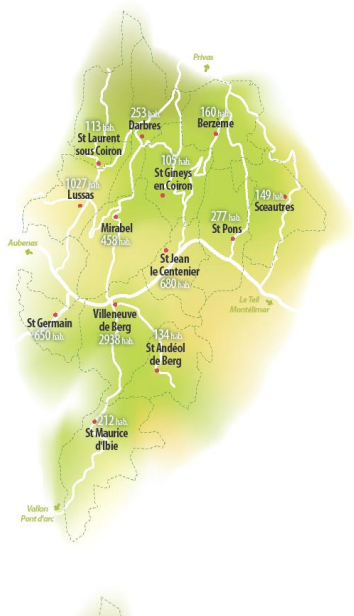 Privas
253 hab.
Darbres
160 hab.
Berzeme
113 hab.
St Laurent
sous Coiron
105 hab.
St Gineys
en Coiron
1027 hab.
Lussas
149 hab.
Sceautres
277 hab.
St Pons
Mirabel
458 hab.
Aubenas
St Jean
le Centenier
680 hab.
Le Teil
Montélimar
St Germain
650 hab.
Villeneuve
de Berg
2938 hab.
134 hab.
St Andéol
de Berg
212 hab.
St Maurice
d'Ibie
Vallon
Pont d'arc